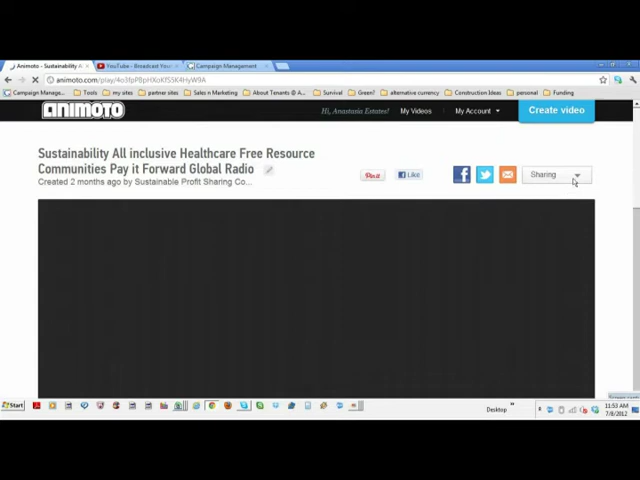 Animoto - Sustainability A
YouTube - Broadcast You
Campaign Management
animoto.com/play/4o3fpPBpHXoKfS5K4HyW9A
Campaign Manage...
Tools
my sites
partner sites
Sales n Marketing
About Tenants @ A...
Survival
Green!
alternative currency
Construction Ideas
personal
Funding
ANIMOTO
Hi, Anastasia Estates!
My Videos
My Account
Create video
Sustainability All inclusive Healthcare Free Resource
Communities Pay it Forward Global Radio
Created 2 months ago by Sustainable Profit Sharing Co...
Pin it
Like
Sharing
Start
Desktop
11:53 AM
7/8/2012